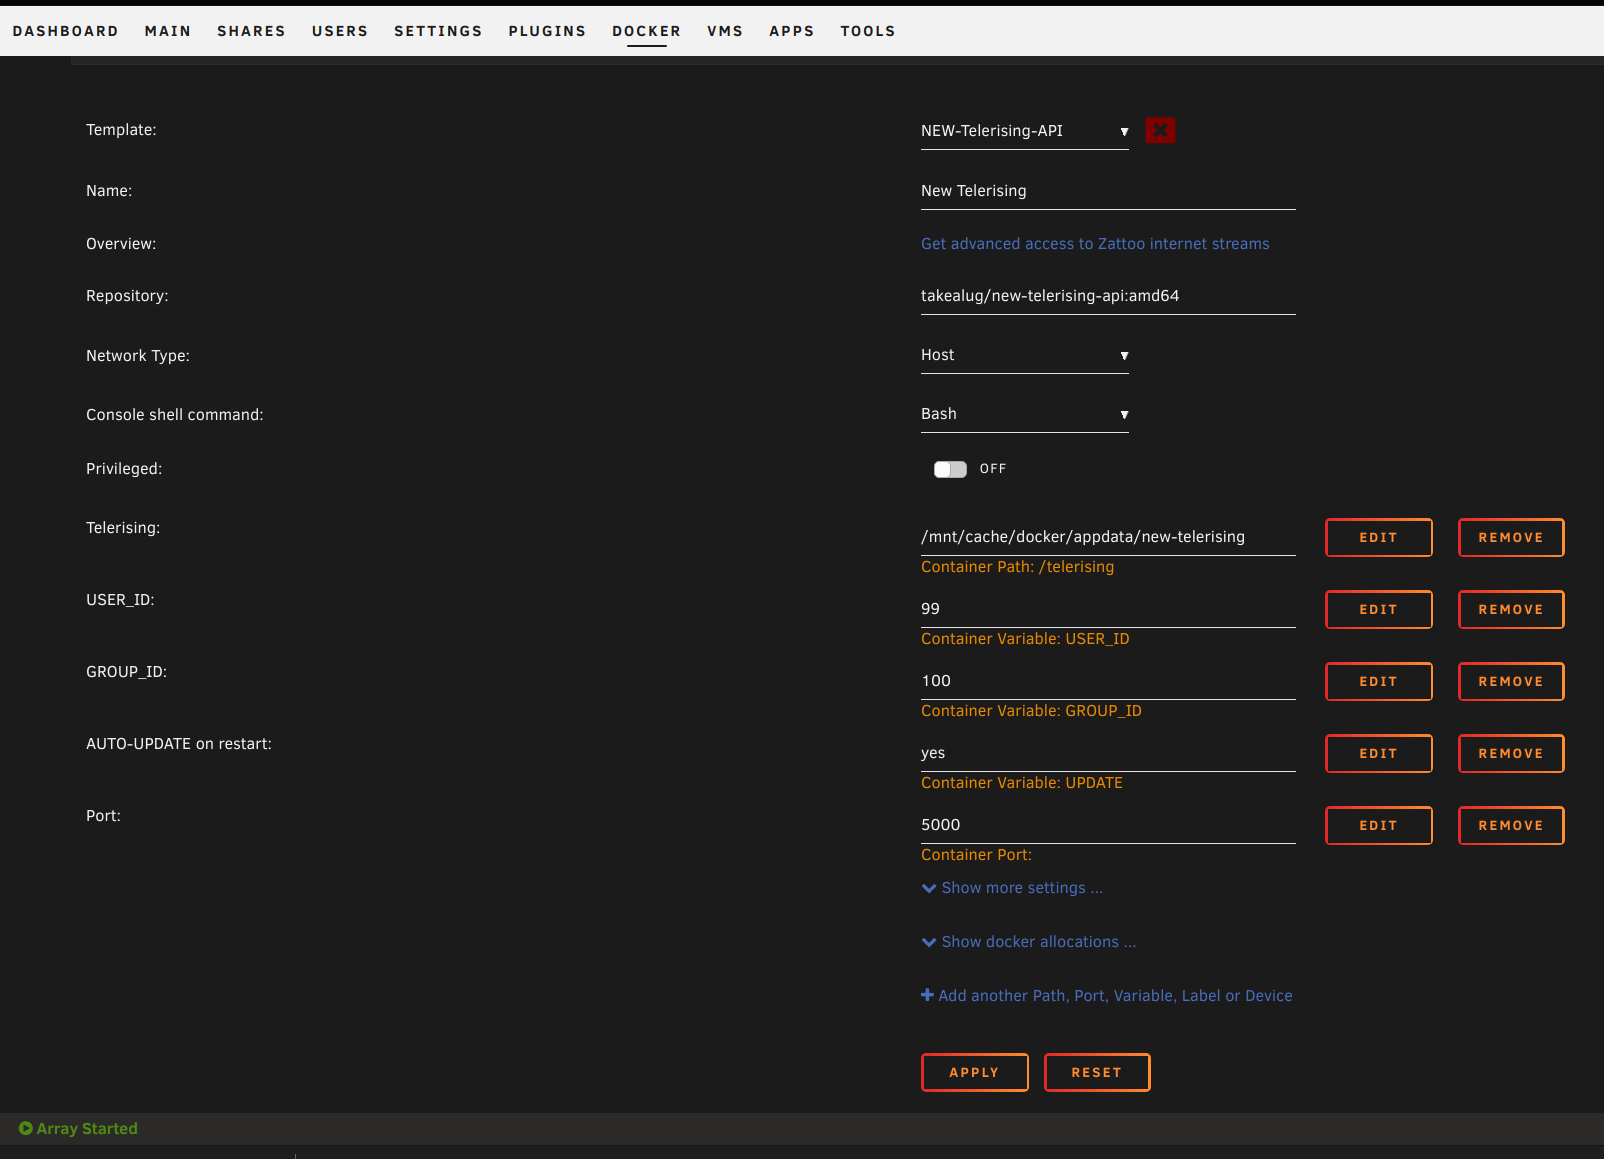 DASHBOARD MAIN SHARES USERS SETTINGS PLUGINS DOCKER VMS APPS TOOLS
Template: NEW-Telerising-API
Name: New Telerising
Overview: Get advanced access to Zattoo internet streams
Repository: takealug/new-telerising-api:amd64
Network Type: Host
Console shell command: Bash
Privileged: OFF
Telerising: /mnt/cache/docker/appdata/new-telerising EDIT REMOVE
Container Path: /telerising
USER_ID: 99 EDIT REMOVE
Container Variable: USER_ID
GROUP_ID: 100 EDIT REMOVE
Container Variable: GROUP_ID
AUTO-UPDATE on restart: yes EDIT REMOVE
Container Variable: UPDATE
Port: 5000 EDIT REMOVE
Container Port:
Show more settings ...
Show docker allocations ...
Add another Path, Port, Variable, Label or Device
APPLY RESET
Array Started